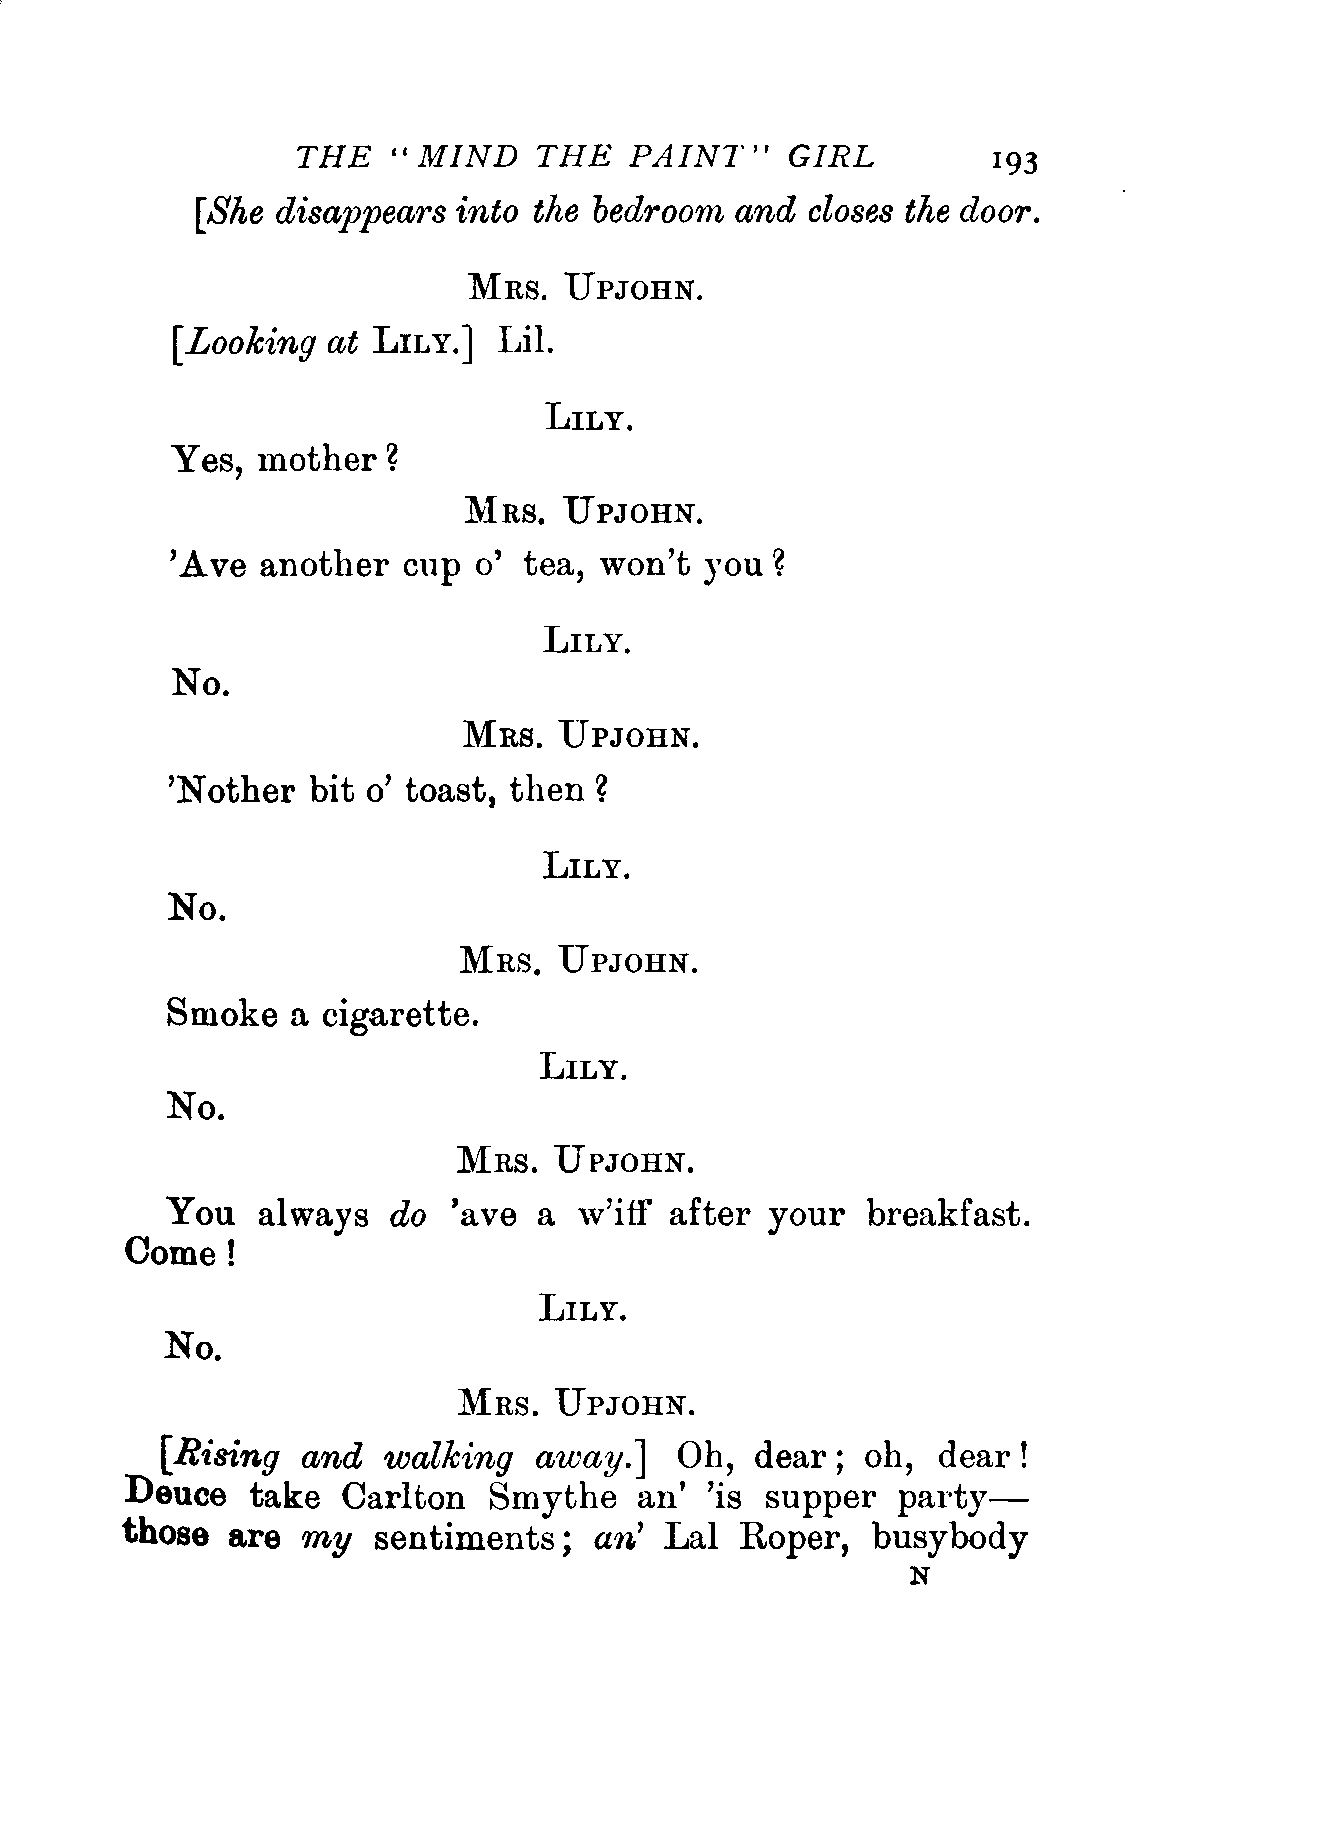 THE "MIND THE PAINT" GIRL 193
[She disappears into the bedroom and closes the door.
MRS. UPJOHN.
[Looking at LILY.] Lil.
LILY.
Yes, mother?
MRS. UPJOHN.
'Ave another cup o' tea, won't you?
LILY.
No.
MRS. UPJOHN.
'Nother bit o' toast, then?
LILY.
No.
MRS. UPJOHN.
Smoke a cigarette.
LILY.
No.
MRS. UPJOHN.
You always do 'ave a w'iff after your breakfast.
Come!
LILY.
No.
MRS. UPJOHN.
[Rising and walking away.] Oh, dear; oh, dear!
Deuce take Carlton Smythe an' 'is supper party—
those are my sentiments; an' Lal Roper, busybody
N